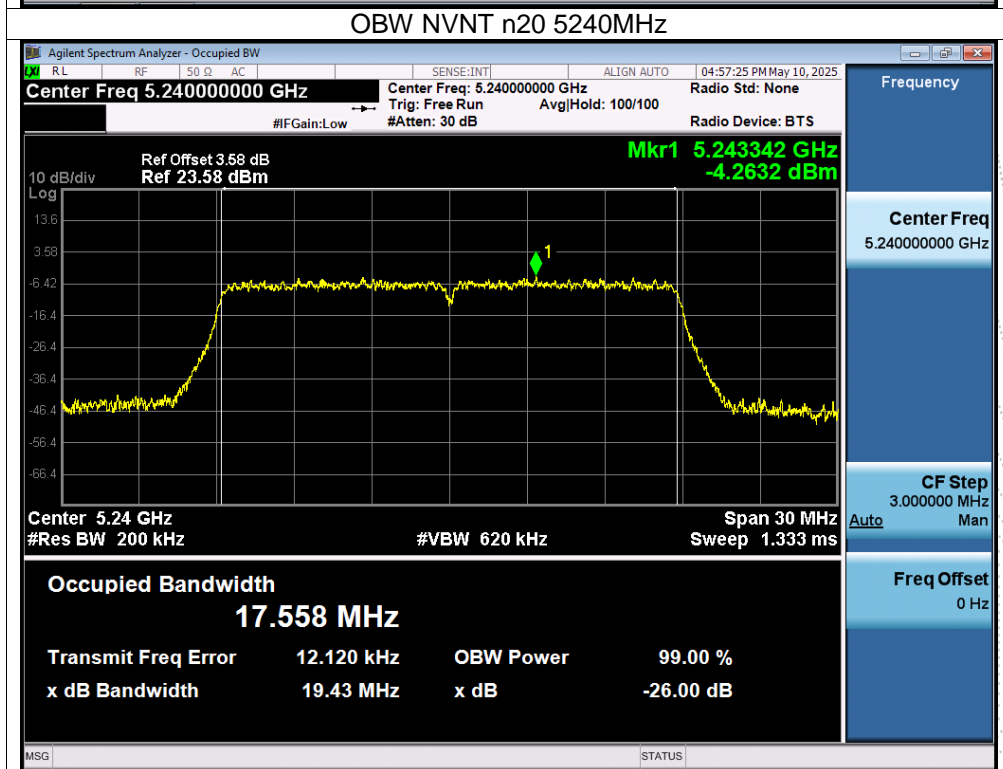 OBW NVNT n20 5240MHz
Agilent Spectrum Analyzer - Occupied BW
LXI RL RF 50 Ω AC SENSE:INT ALIGN AUTO 04:57:25 PM May 10, 2025
Center Freq 5.240000000 GHz
Center Freq: 5.240000000 GHz
Radio Std: None
Trig: Free Run Avg|Hold: 100/100
#IFGain:Low #Atten: 30 dB Radio Device: BTS
Frequency
Ref Offset 3.58 dB
10 dB/div Ref 23.58 dBm
Mkr1 5.243342 GHz
-4.2632 dBm
Log
13.6
3.58
-6.42
-16.4
-26.4
-36.4
-46.4
-56.4
-66.4
1
Center 5.24 GHz Span 30 MHz
#Res BW 200 kHz #VBW 620 kHz Sweep 1.333 ms
Center Freq
5.240000000 GHz
CF Step
3.000000 MHz
Auto Man
Freq Offset
0 Hz
Occupied Bandwidth
17.558 MHz
Transmit Freq Error 12.120 kHz OBW Power 99.00 %
x dB Bandwidth 19.43 MHz x dB -26.00 dB
MSG STATUS